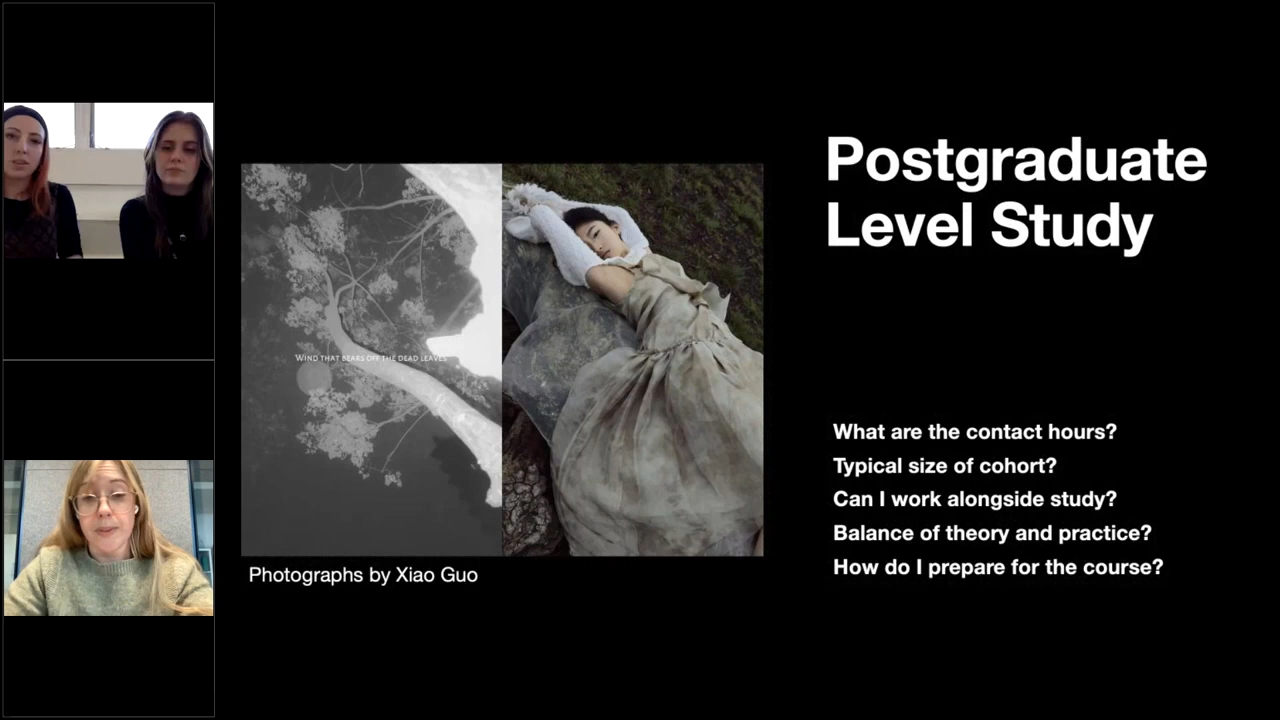 Postgraduate
Level Study
WIND THAT BEARS OFF THE DEAD LEAVES
What are the contact hours?
Typical size of cohort?
Can I work alongside study?
Balance of theory and practice?
How do I prepare for the course?
Photographs by Xiao Guo